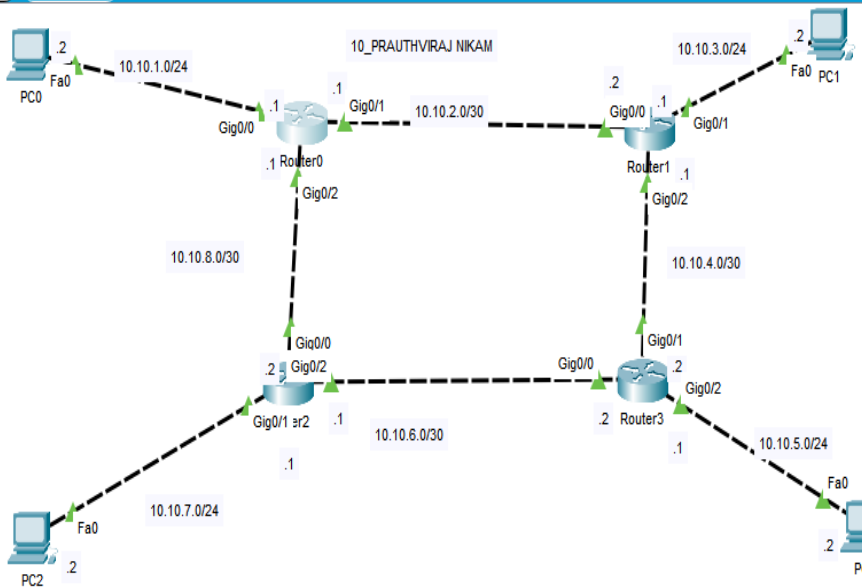 10_PRAUTHVIRAJ NIKAM
.2
10.10.3.0/24
.2
Fa0
10.10.1.0/24
PC0
Fa0
PC1
.1
.2
.1
Gig0/1
10.10.2.0/30
Gig0/0
.1
Gig0/0
Gig0/1
.1
Router0
Router1
.1
Gig0/2
Gig0/2
10.10.8.0/30
10.10.4.0/30
Gig0/0
Gig0/1
.2
Gig0/2
Gig0/0
.2
Gig0/2
Gig0/1
er2
.1
10.10.6.0/30
.2
Router3
.1
.1
10.10.5.0/24
Fa0
10.10.7.0/24
Fa0
.2
.2
PC2
P